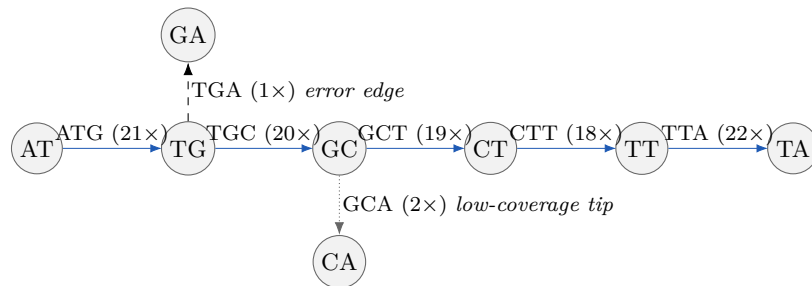 GA
TGA (1×) error edge
AT ATG (21×) TG TGC (20×) GC GCT (19×) CT CTT (18×) TT TTA (22×) TA
GCA (2×) low-coverage tip
CA